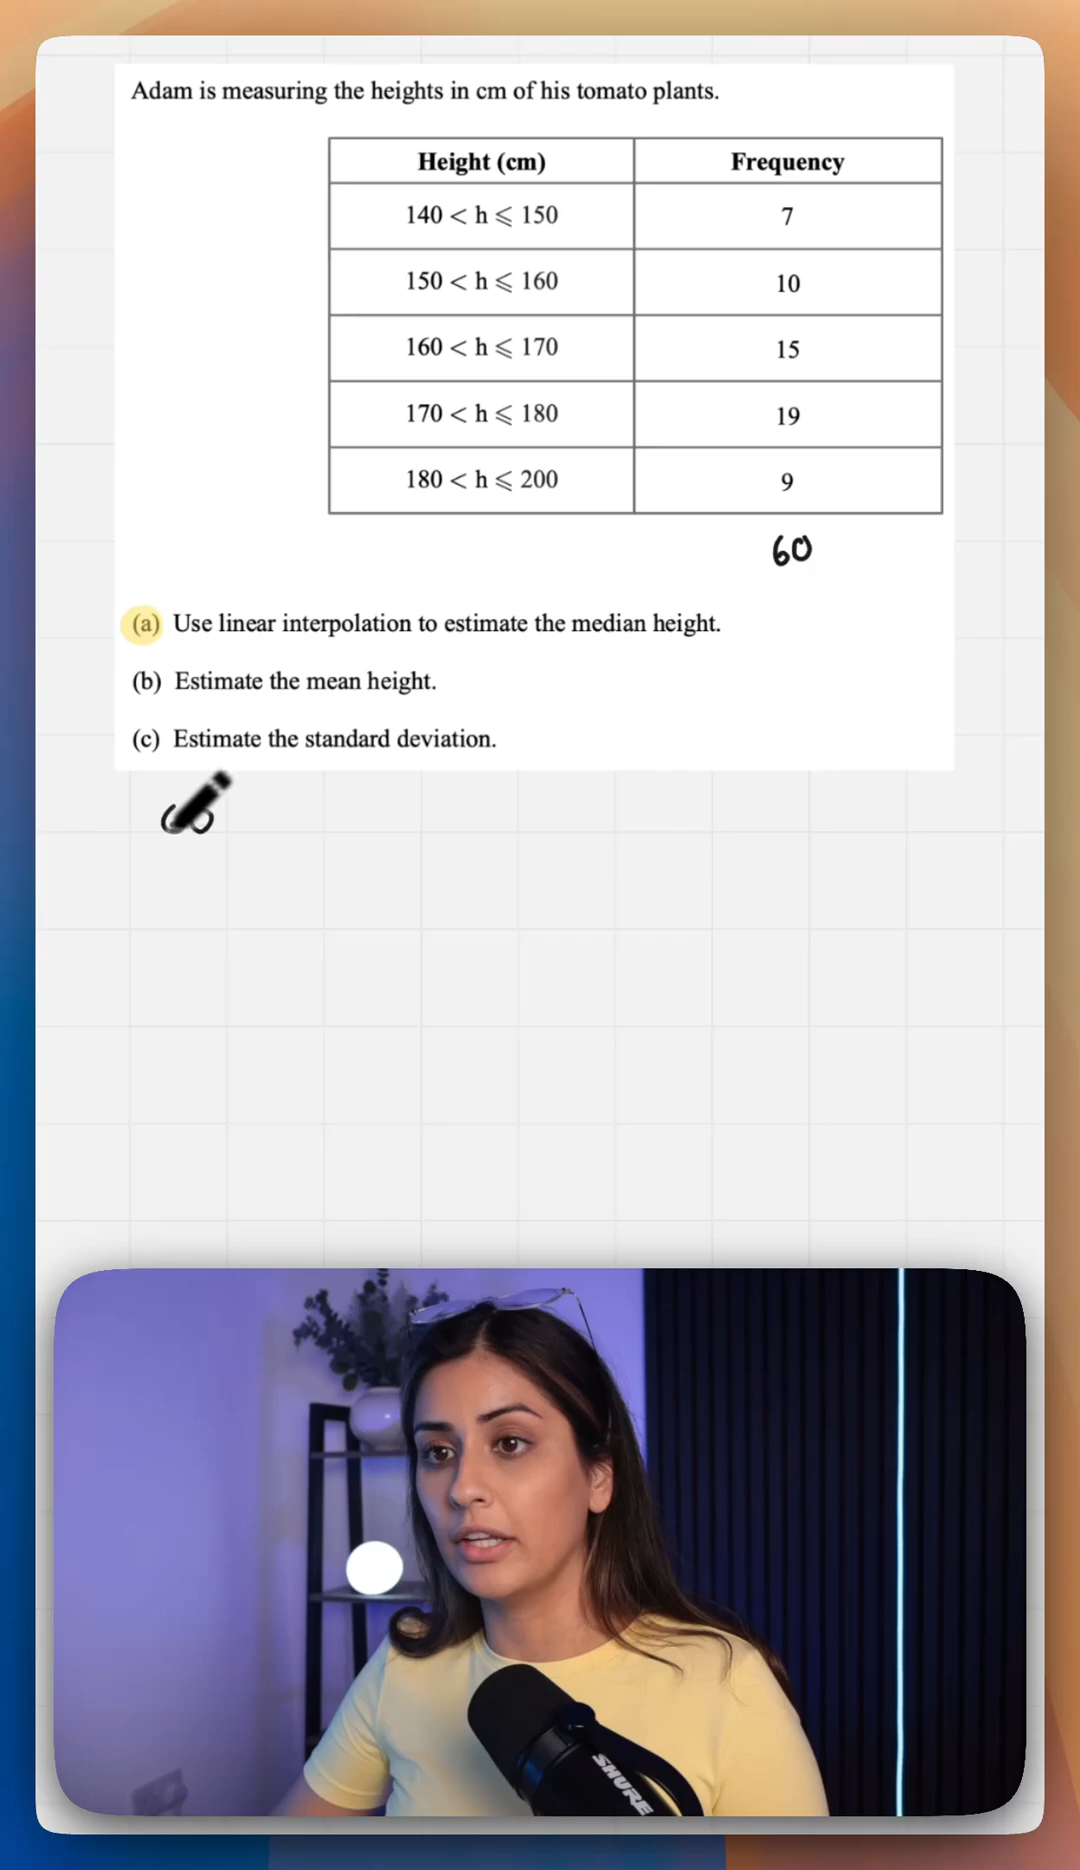 Adam is measuring the heights in cm of his tomato plants.
Height (cm) Frequency
140 < h ⩽ 150 7
150 < h ⩽ 160 10
160 < h ⩽ 170 15
170 < h ⩽ 180 19
180 < h ⩽ 200 9
60
(a) Use linear interpolation to estimate the median height.
(b) Estimate the mean height.
(c) Estimate the standard deviation.
SHURE